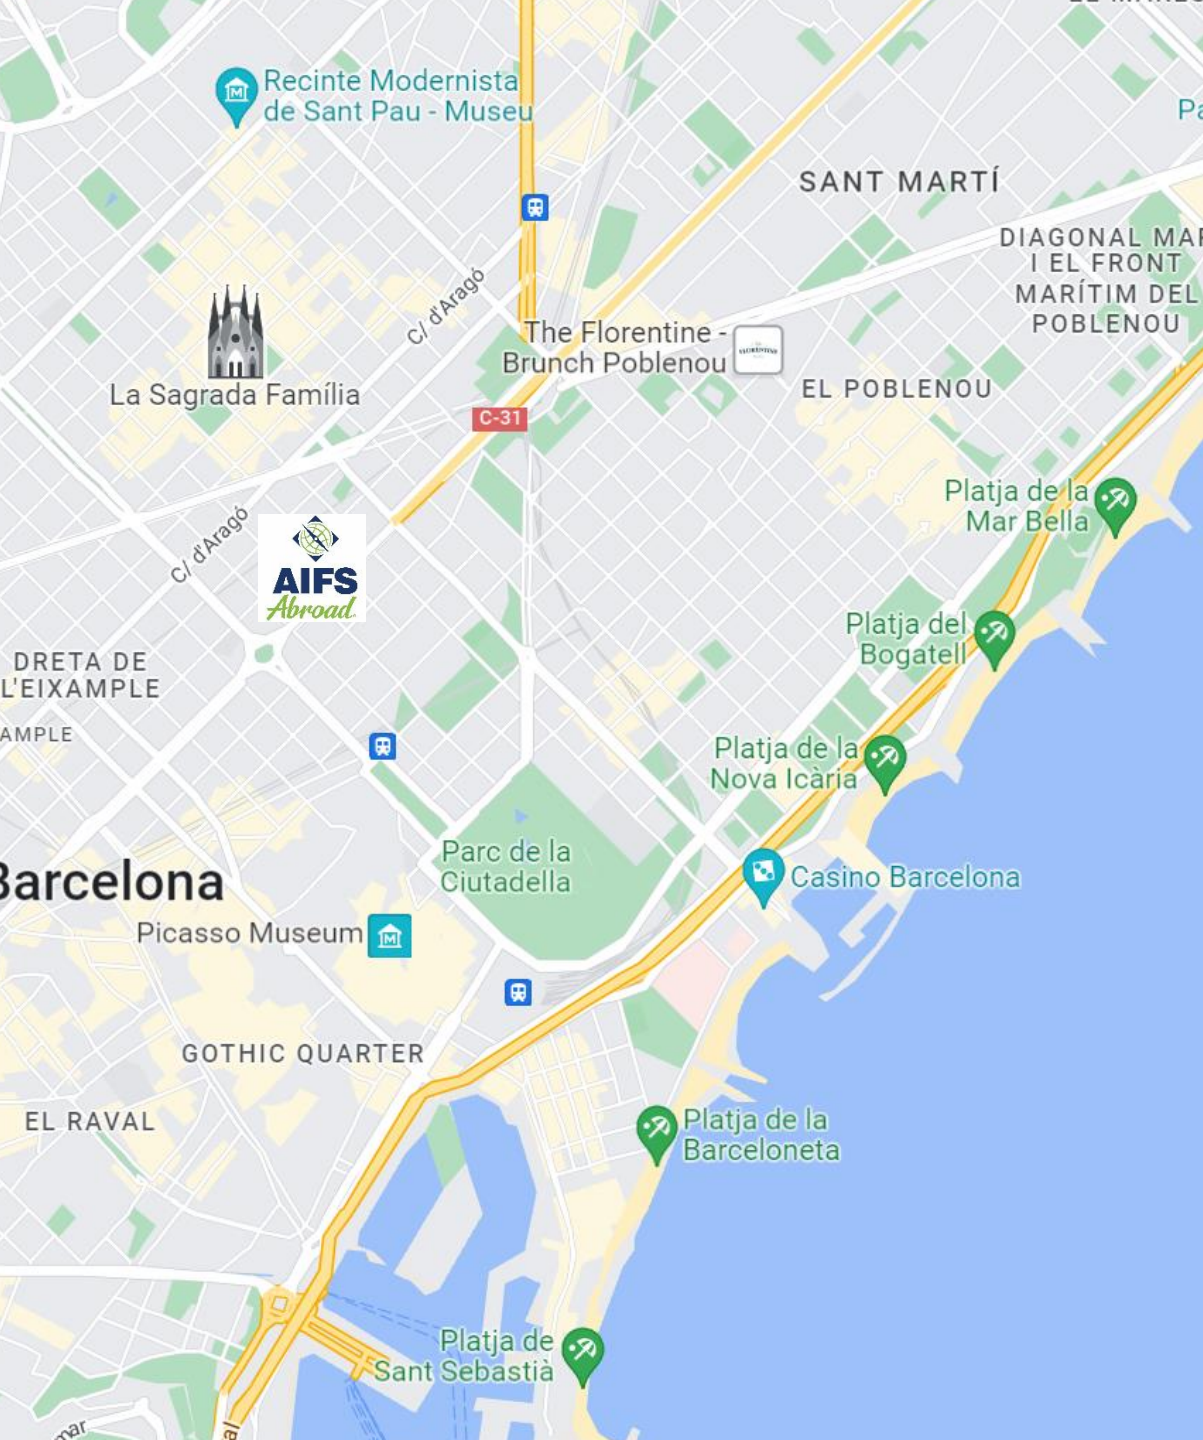 Recinte Modernista
de Sant Pau - Museu
SANT MARTÍ
DIAGONAL MAR
I EL FRONT
MARÍTIM DEL
POBLENOU
C/ d'Aragó
The Florentine -
Brunch Poblenou
FLORENTINE
La Sagrada Família
EL POBLENOU
C-31
Platja de la
Mar Bella
C/ d'Aragó
AIFS
Abroad
Platja del
Bogatell
DRETA DE
L'EIXAMPLE
AMPLE
Platja de la
Nova Icària
Parc de la
Ciutadella
Barcelona
Casino Barcelona
Picasso Museum
GOTHIC QUARTER
EL RAVAL
Platja de la
Barceloneta
Platja de
Sant Sebastià
mar
al